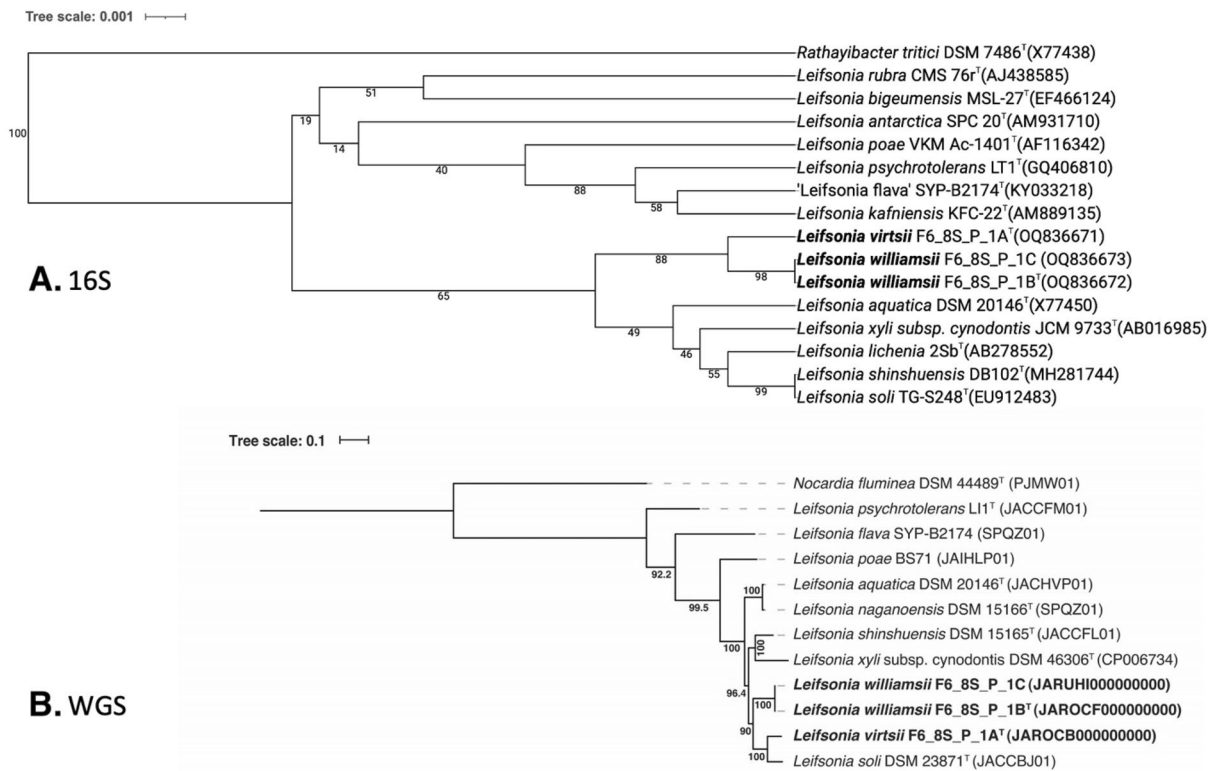 Tree scale: 0.001
Rathayibacter tritici DSM 7486ᵀ(X77438)
Leifsonia rubra CMS 76rᵀ(AJ438585)
51
Leifsonia bigeumensis MSL-27ᵀ(EF466124)
19
Leifsonia antarctica SPC 20ᵀ(AM931710)
100
14
Leifsonia poae VKM Ac-1401ᵀ(AF116342)
40
Leifsonia psychrotolerans LT1ᵀ(GQ406810)
88
'Leifsonia flava' SYP-B2174ᵀ(KY033218)
58
Leifsonia kafniensis KFC-22ᵀ(AM889135)
Leifsonia virtsii F6_8S_P_1Aᵀ(OQ836671)
88
Leifsonia williamsii F6_8S_P_1C (OQ836673)
98
A. 16S
Leifsonia williamsii F6_8S_P_1Bᵀ(OQ836672)
65
Leifsonia aquatica DSM 20146ᵀ(X77450)
49
Leifsonia xyli subsp. cynodontis JCM 9733ᵀ(AB016985)
46
Leifsonia lichenia 2Sbᵀ(AB278552)
55
Leifsonia shinshuensis DB102ᵀ(MH281744)
99
Leifsonia soli TG-S248ᵀ(EU912483)
Tree scale: 0.1
Nocardia fluminea DSM 44489ᵀ (PJMW01)
Leifsonia psychrotolerans LI1ᵀ (JACCFM01)
Leifsonia flava SYP-B2174 (SPQZ01)
Leifsonia poae BS71 (JAIHLP01)
92.2
Leifsonia aquatica DSM 20146ᵀ (JACHVP01)
100
99.5
Leifsonia naganoensis DSM 15166ᵀ (SPQZ01)
Leifsonia shinshuensis DSM 15165ᵀ (JACCFL01)
100
100
Leifsonia xyli subsp. cynodontis DSM 46306ᵀ (CP006734)
Leifsonia williamsii F6_8S_P_1C (JARUHI000000000)
96.4
100
B. WGS
Leifsonia williamsii F6_8S_P_1Bᵀ (JAROCF000000000)
90
Leifsonia virtsii F6_8S_P_1Aᵀ (JAROCB000000000)
100
Leifsonia soli DSM 23871ᵀ (JACCBJ01)